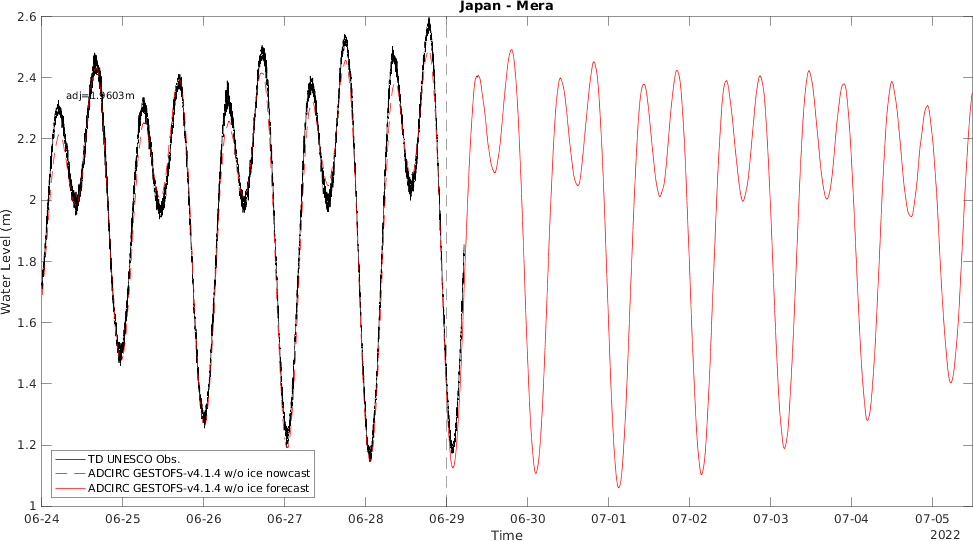 Japan - Mera
2.6
2.4
2.2
2
1.8
1.6
1.4
1.2
1
Water Level (m)
adj=1.9603m
TD UNESCO Obs.
ADCIRC GESTOFS-v4.1.4 w/o ice nowcast
ADCIRC GESTOFS-v4.1.4 w/o ice forecast
06-24 06-25 06-26 06-27 06-28 06-29 06-30 07-01 07-02 07-03 07-04 07-05
Time
2022